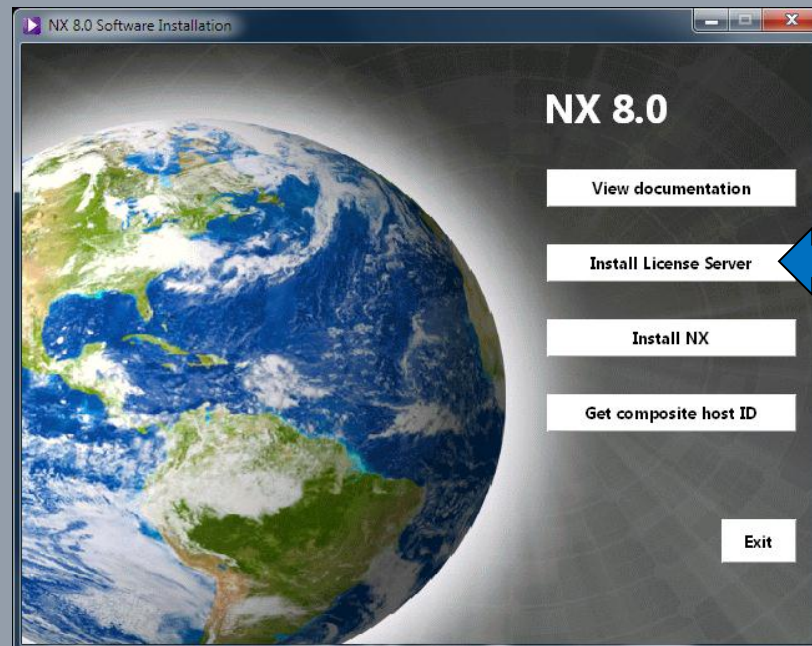 NX 8.0 Software Installation
NX 8.0
View documentation
Install License Server
Install NX
Get composite host ID
Exit